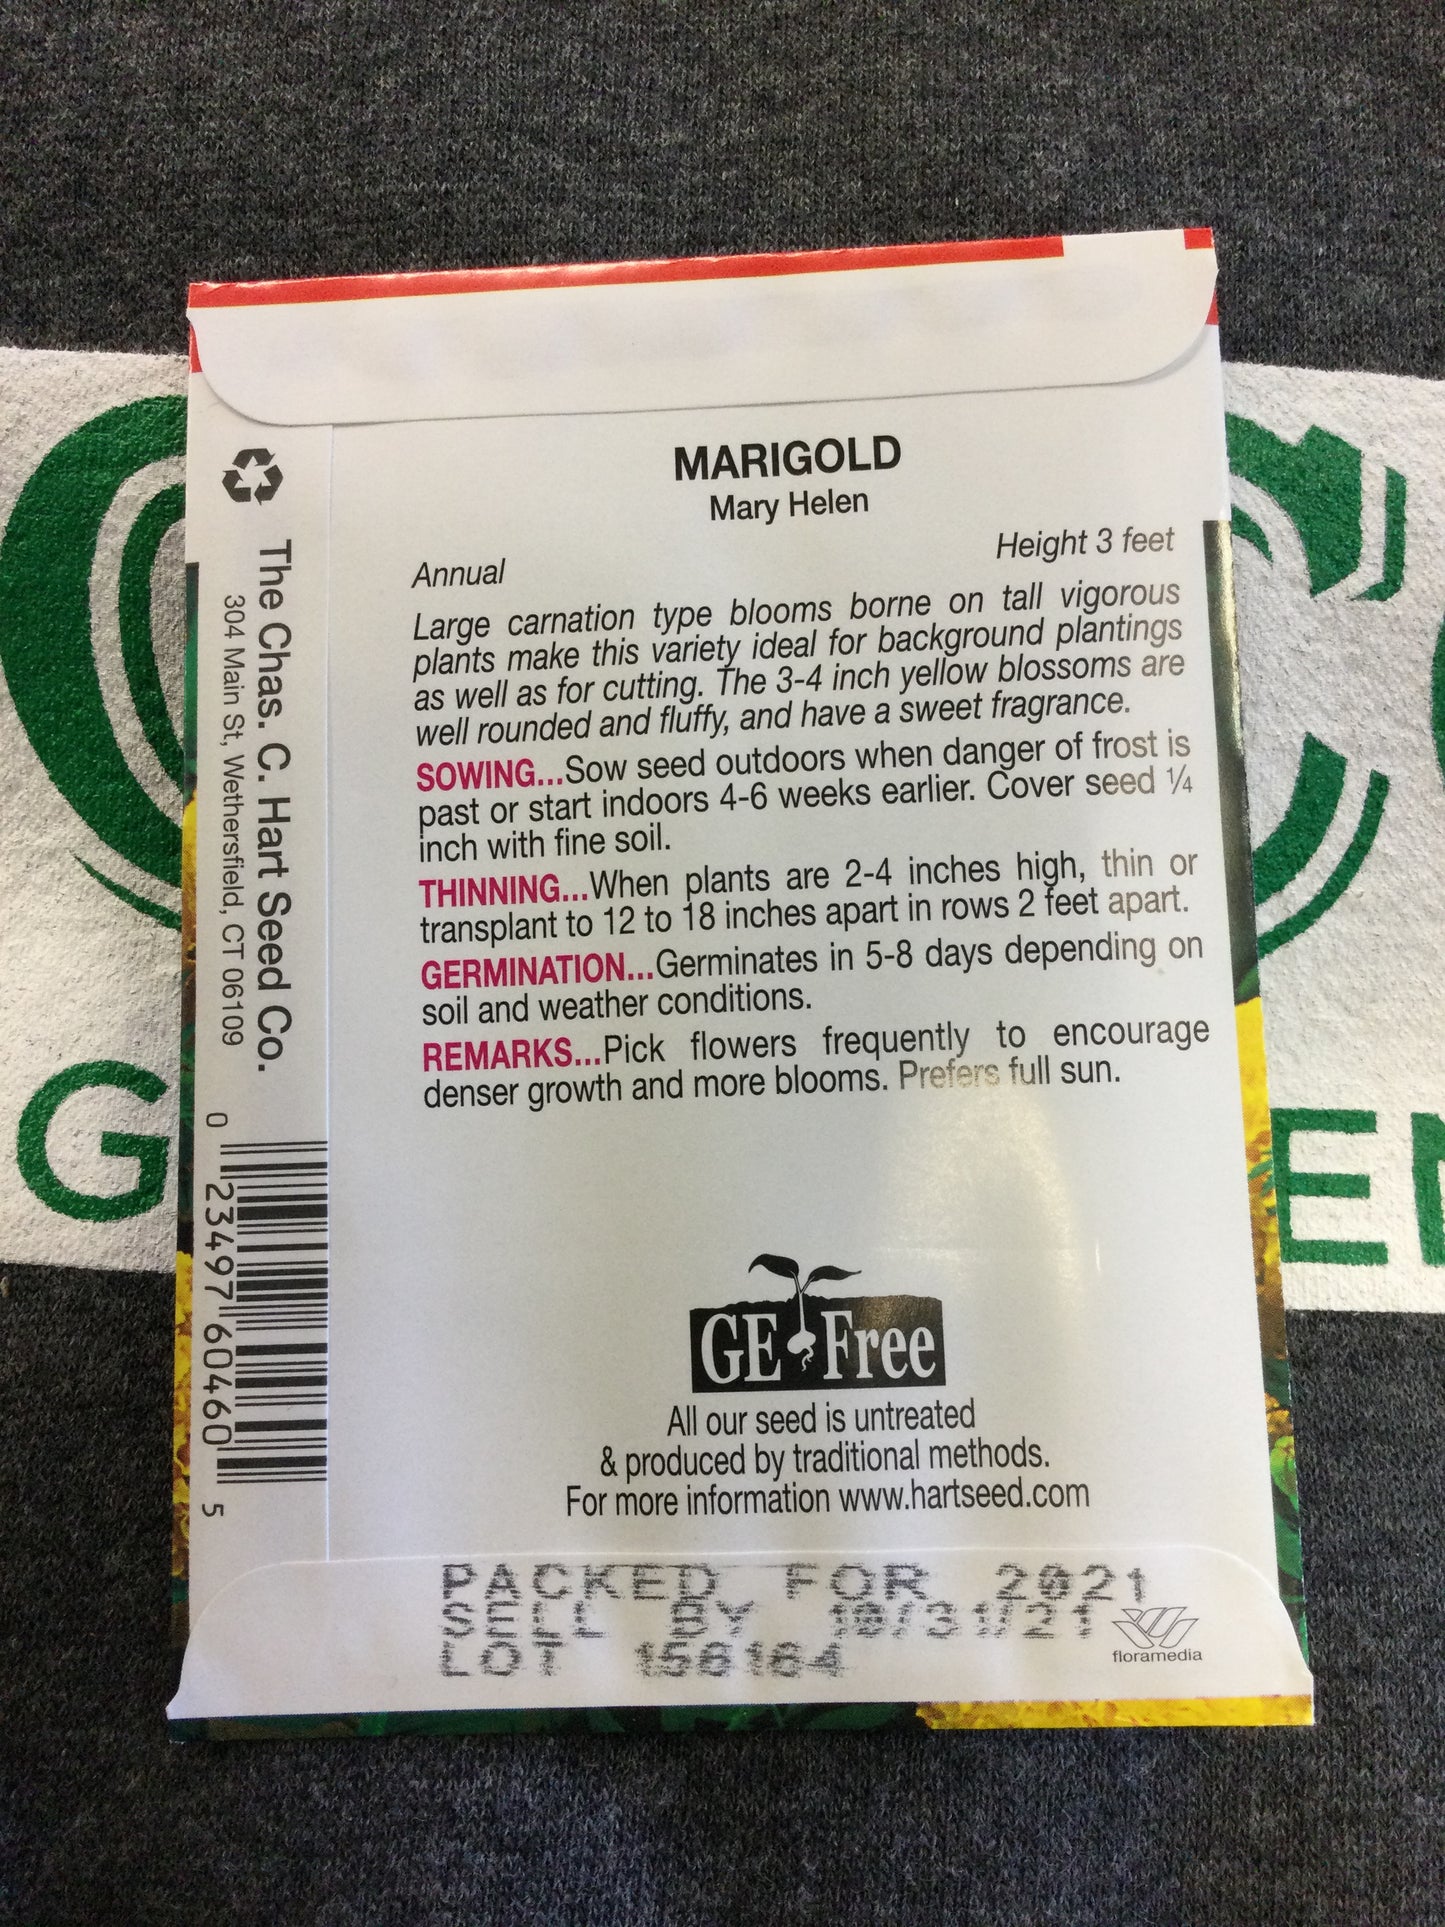 MARIGOLD
Mary Helen
Annual
Height 3 feet
Large carnation type blooms borne on tall vigorous
plants make this variety ideal for background plantings
as well as for cutting. The 3-4 inch yellow blossoms are
well rounded and fluffy, and have a sweet fragrance.
SOWING...Sow seed outdoors when danger of frost is
past or start indoors 4-6 weeks earlier. Cover seed ¼
inch with fine soil.
THINNING...When plants are 2-4 inches high, thin or
transplant to 12 to 18 inches apart in rows 2 feet apart.
GERMINATION...Germinates in 5-8 days depending on
soil and weather conditions.
REMARKS...Pick flowers frequently to encourage
denser growth and more blooms. Prefers full sun.
GE Free
All our seed is untreated
& produced by traditional methods.
For more information www.hartseed.com
PACKED FOR 2021
SELL BY 10/31/21
LOT 156164
floramedia
The Chas. C. Hart Seed Co.
304 Main St, Wethersfield, CT 06109
0 23497 60460 5
G
EN